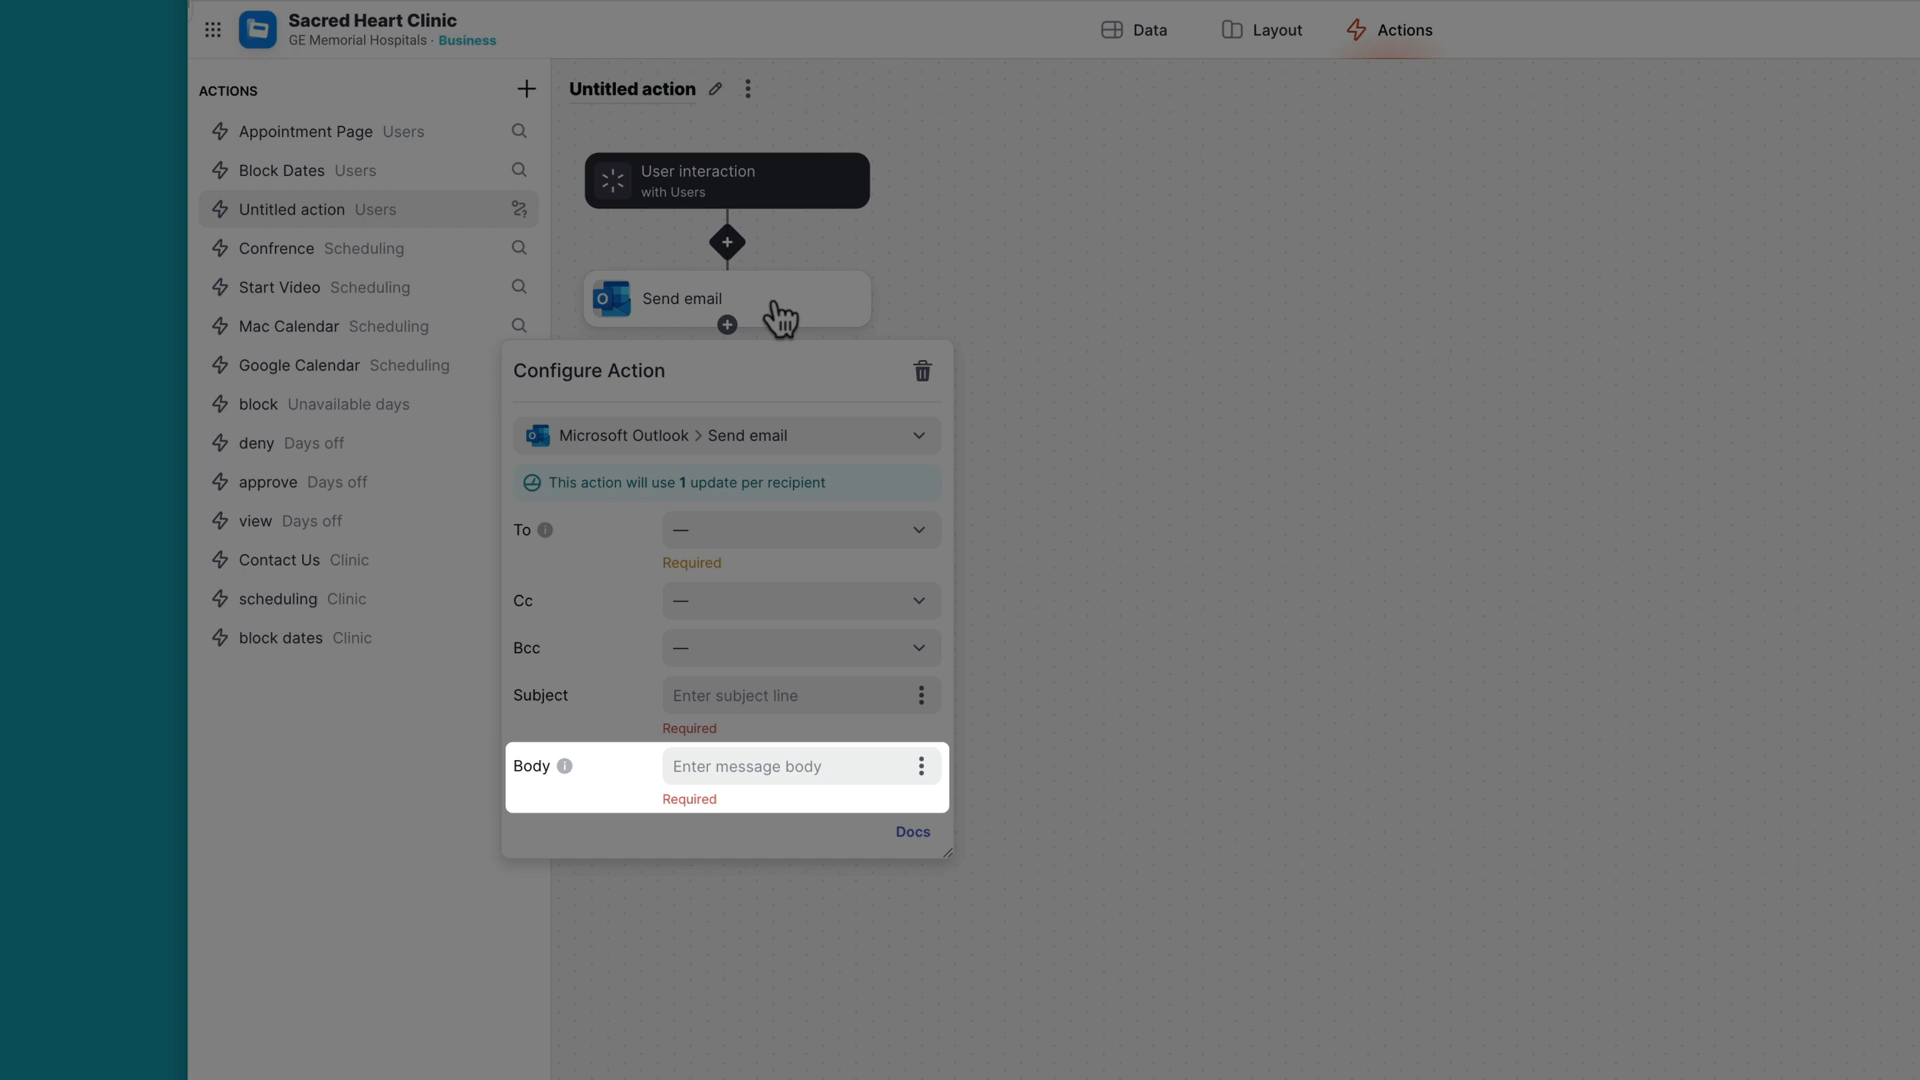 Sacred Heart Clinic
GE Memorial Hospitals · Business
Data
Layout
Actions
ACTIONS
Untitled action
Appointment Page Users
Block Dates Users
Untitled action Users
Confrence Scheduling
Start Video Scheduling
Mac Calendar Scheduling
Google Calendar Scheduling
block Unavailable days
deny Days off
approve Days off
view Days off
Contact Us Clinic
scheduling Clinic
block dates Clinic
User interaction
with Users
Send email
Configure Action
Microsoft Outlook > Send email
This action will use 1 update per recipient
To —
Required
Cc —
Bcc —
Subject Enter subject line
Required
Body Enter message body
Required
Docs